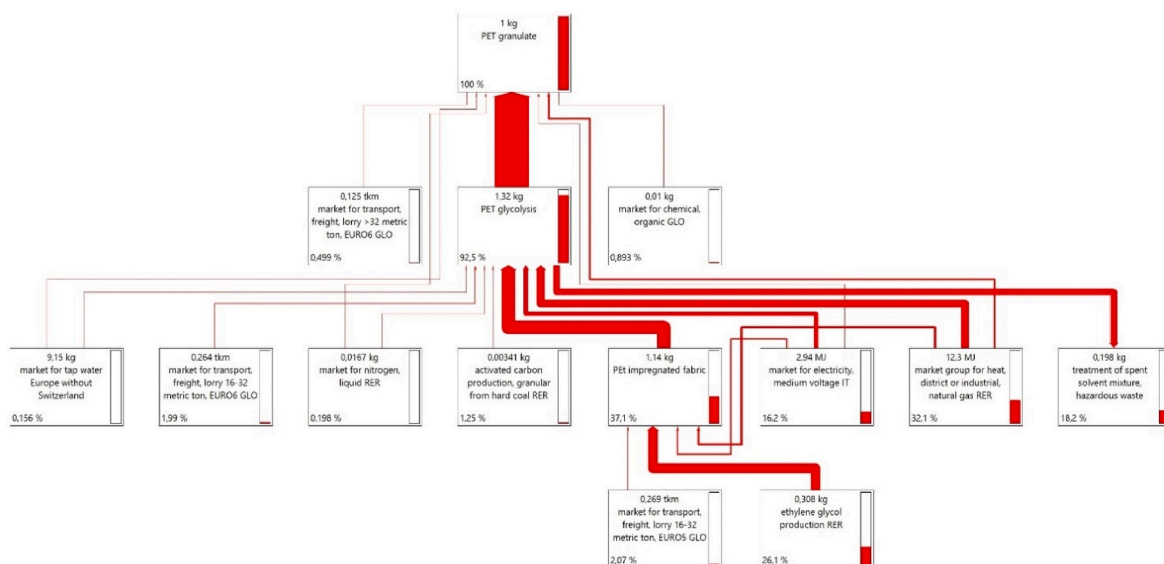 1 kg
PET granulate
100 %
0,125 tkm
market for transport,
freight, lorry >32 metric
ton, EURO6 GLO
0,499 %
1,32 kg
PET glycolysis
92,5 %
0,01 kg
market for chemical,
organic GLO
0,893 %
9,15 kg
market for tap water
Europe without
Switzerland
0,156 %
0,264 tkm
market for transport,
freight, lorry 16-32
metric ton, EURO6 GLO
1,99 %
0,0167 kg
market for nitrogen,
liquid RER
0.198 %
0,00341 kg
activated carbon
production, granular
from hard coal RER
1,25 %
1,14 kg
PEt impregnated fabric
37,1 %
2,94 MJ
market for electricity,
medium voltage IT
16,2 %
12,3 MJ
market group for heat,
district or industrial,
natural gas RER
32,1 %
0,198 kg
treatment of spent
solvent mixture,
hazardous waste
18,2 %
0,269 tkm
market for transport,
freight, lorry 16-32
metric ton, EURO5 GLO
2,07 %
0,308 kg
ethylene glycol
production RER
26,1 %